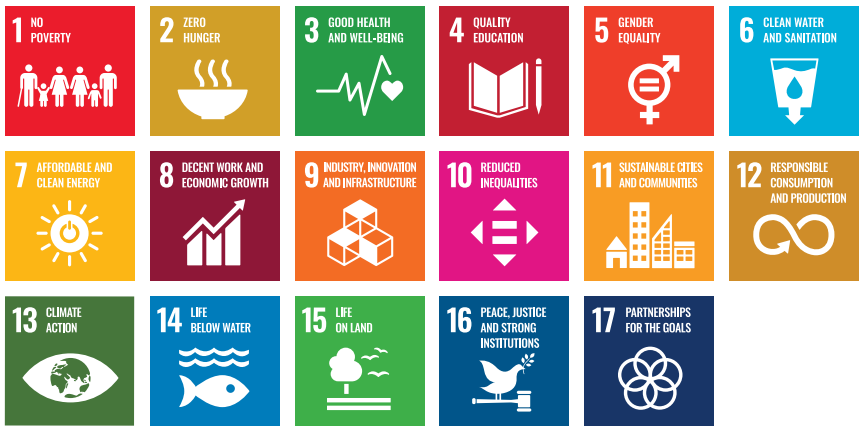 1 NO
POVERTY
2 ZERO
HUNGER
3 GOOD HEALTH
AND WELL-BEING
4 QUALITY
EDUCATION
5 GENDER
EQUALITY
6 CLEAN WATER
AND SANITATION
7 AFFORDABLE AND
CLEAN ENERGY
8 DECENT WORK AND
ECONOMIC GROWTH
9 INDUSTRY, INNOVATION
AND INFRASTRUCTURE
10 REDUCED
INEQUALITIES
11 SUSTAINABLE CITIES
AND COMMUNITIES
12 RESPONSIBLE
CONSUMPTION
AND PRODUCTION
13 CLIMATE
ACTION
14 LIFE
BELOW WATER
15 LIFE
ON LAND
16 PEACE, JUSTICE
AND STRONG
INSTITUTIONS
17 PARTNERSHIPS
FOR THE GOALS